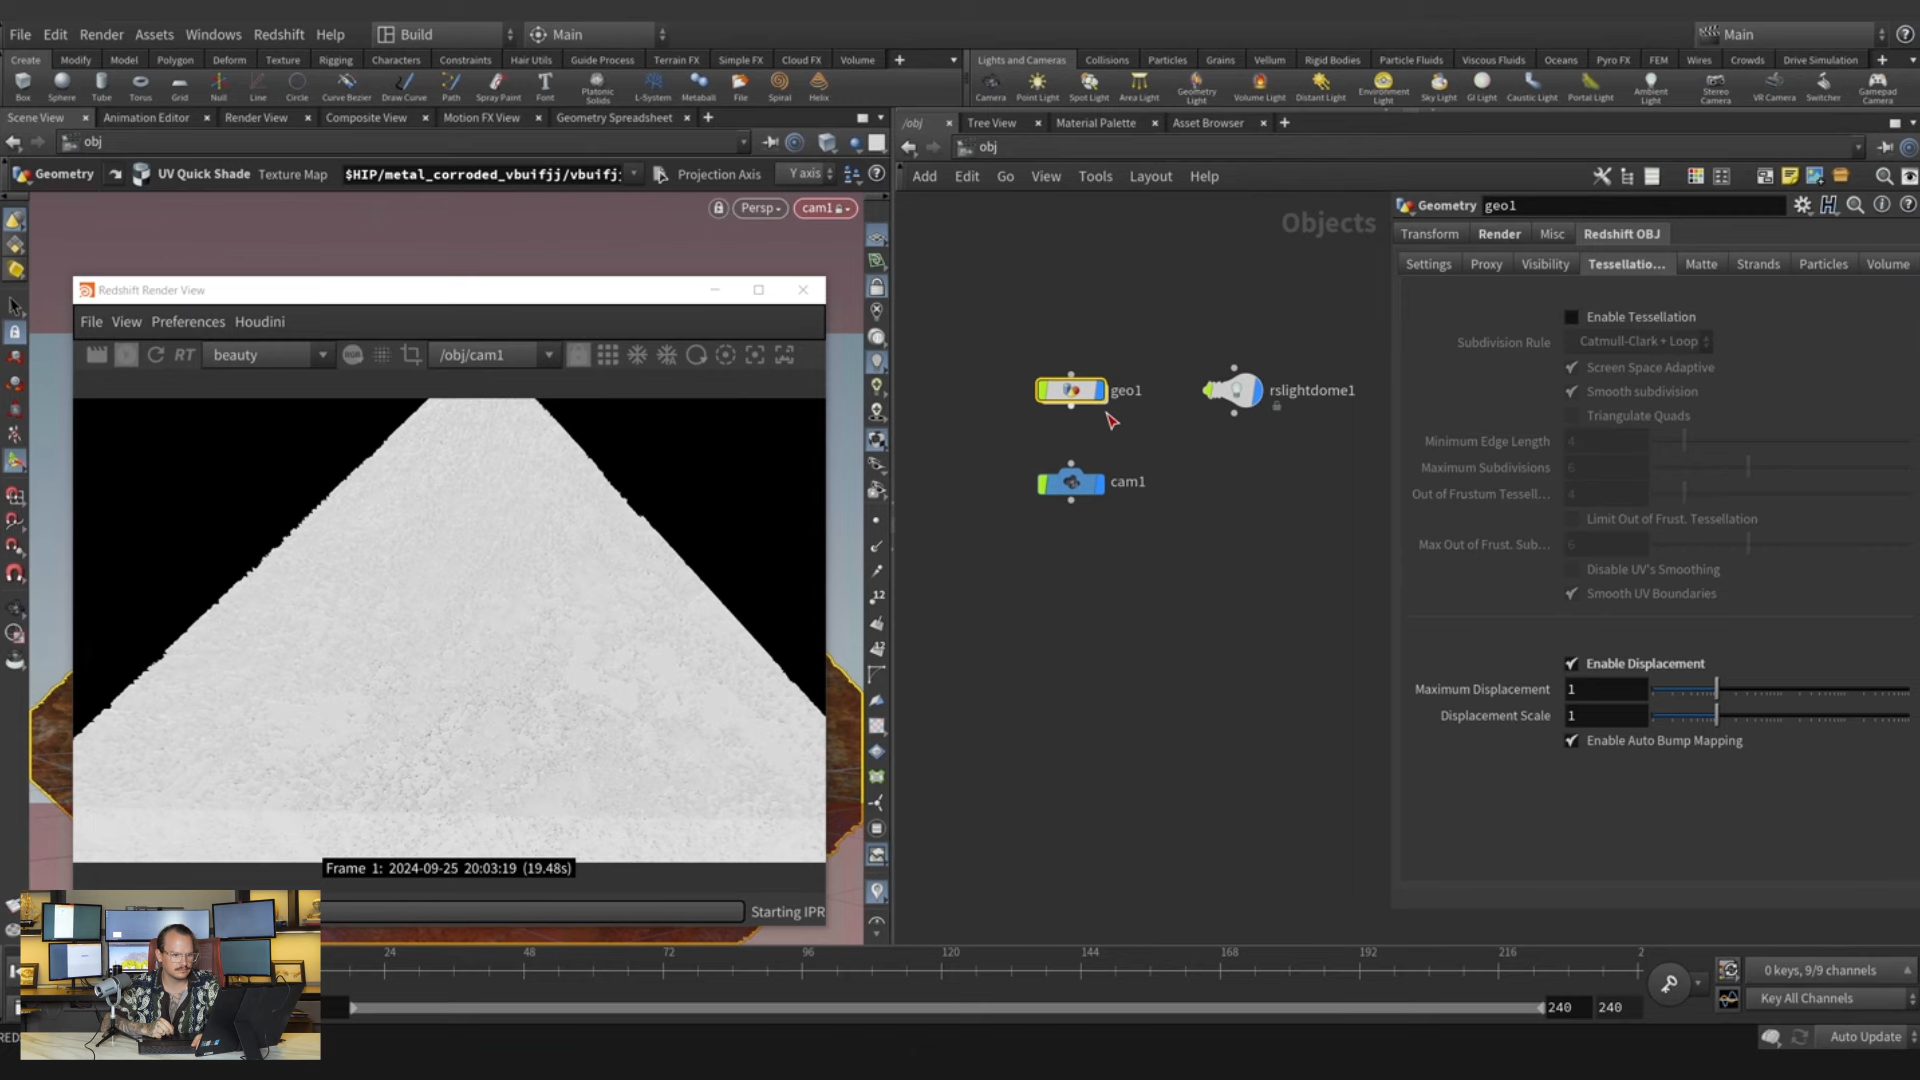 File Edit Render Assets Windows Redshift Help Build Main Main
Create Modify Model Polygon Deform Texture Rigging Characters Constraints Hair Utils Guide Process Terrain FX Simple FX Cloud FX Volume
Lights and Cameras Collisions Particles Grains Vellum Rigid Bodies Particle Fluids Viscous Fluids Oceans Pyro FX FEM Wires Crowds Drive Simulation
Box Sphere Tube Torus Grid Null Line Circle Curve Bezier Draw Curve Path Spray Paint Font Platonic Solids L-System Metaball File Spiral Helix
Camera Point Light Spot Light Area Light Geometry Light Volume Light Distant Light Environment Light Sky Light GI Light Caustic Light Portal Light Ambient Light Stereo Camera VR Camera Switcher Gamepad Camera
Scene View Animation Editor Render View Composite View Motion FX View Geometry Spreadsheet
/obj Tree View Material Palette Asset Browser
obj
obj
Geometry UV Quick Shade Texture Map $HIP/metal_corroded_vbuifjj/vbuifj: Projection Axis Y axis
Add Edit Go View Tools Layout Help
Persp cam1
Objects
Geometry geo1
Transform Render Misc Redshift OBJ
Settings Proxy Visibility Tessellatio... Matte Strands Particles Volume
Redshift Render View
File View Preferences Houdini
RT beauty /obj/cam1
geo1
rslightdome1
cam1
Enable Tessellation
Subdivision Rule Catmull-Clark + Loop
Screen Space Adaptive
Smooth subdivision
Triangulate Quads
Minimum Edge Length 4
Maximum Subdivisions 6
Out of Frustum Tessell... 4
Limit Out of Frust. Tessellation
Max Out of Frust. Sub... 6
Disable UV's Smoothing
Smooth UV Boundaries
Enable Displacement
Maximum Displacement 1
Displacement Scale 1
Enable Auto Bump Mapping
12
12
Frame 1: 2024-09-25 20:03:19 (19.48s)
Starting IPR
24 48 72 96 120 144 168 192 216 2
240 240
0 keys, 9/9 channels
Key All Channels
Auto Update